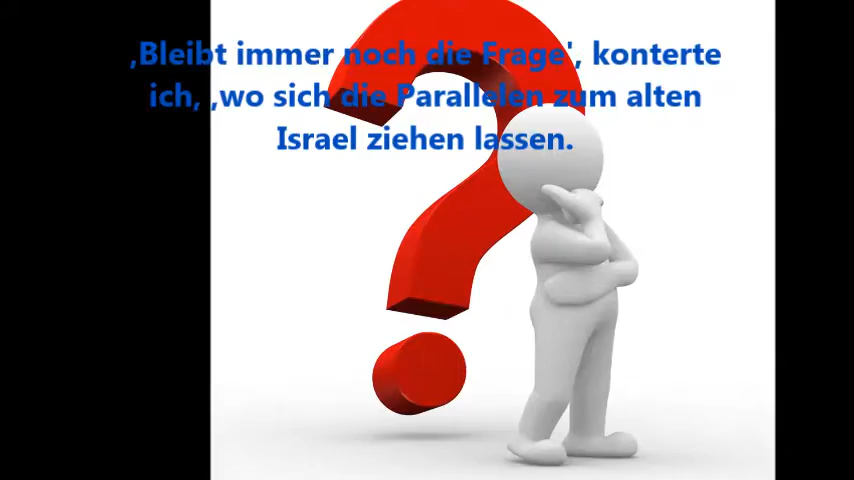 ‚Bleibt immer noch die Frage', konterte
ich, ‚wo sich die Parallelen zum alten
Israel ziehen lassen.